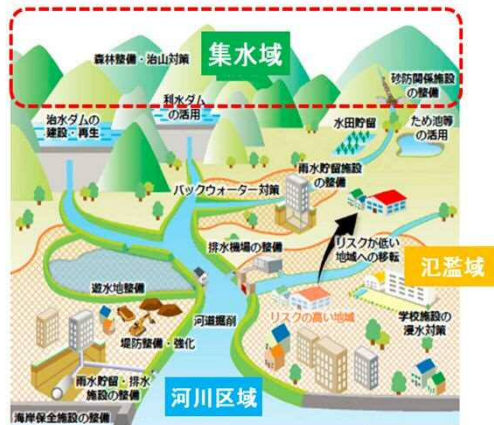 集水域
森林整備・治山対策
砂防関係施設
の整備
利水ダム
の活用
治水ダムの
建設・再生
水田貯留
ため池等
の活用
雨水貯留施設
の整備
バックウォーター対策
排水機場の整備
リスクが低い
地域への移転
氾濫域
遊水地整備
河道掘削
リスクの高い地域
学校施設の
浸水対策
堤防整備・強化
雨水貯留・排水
施設の整備
河川区域
海岸保全施設の整備